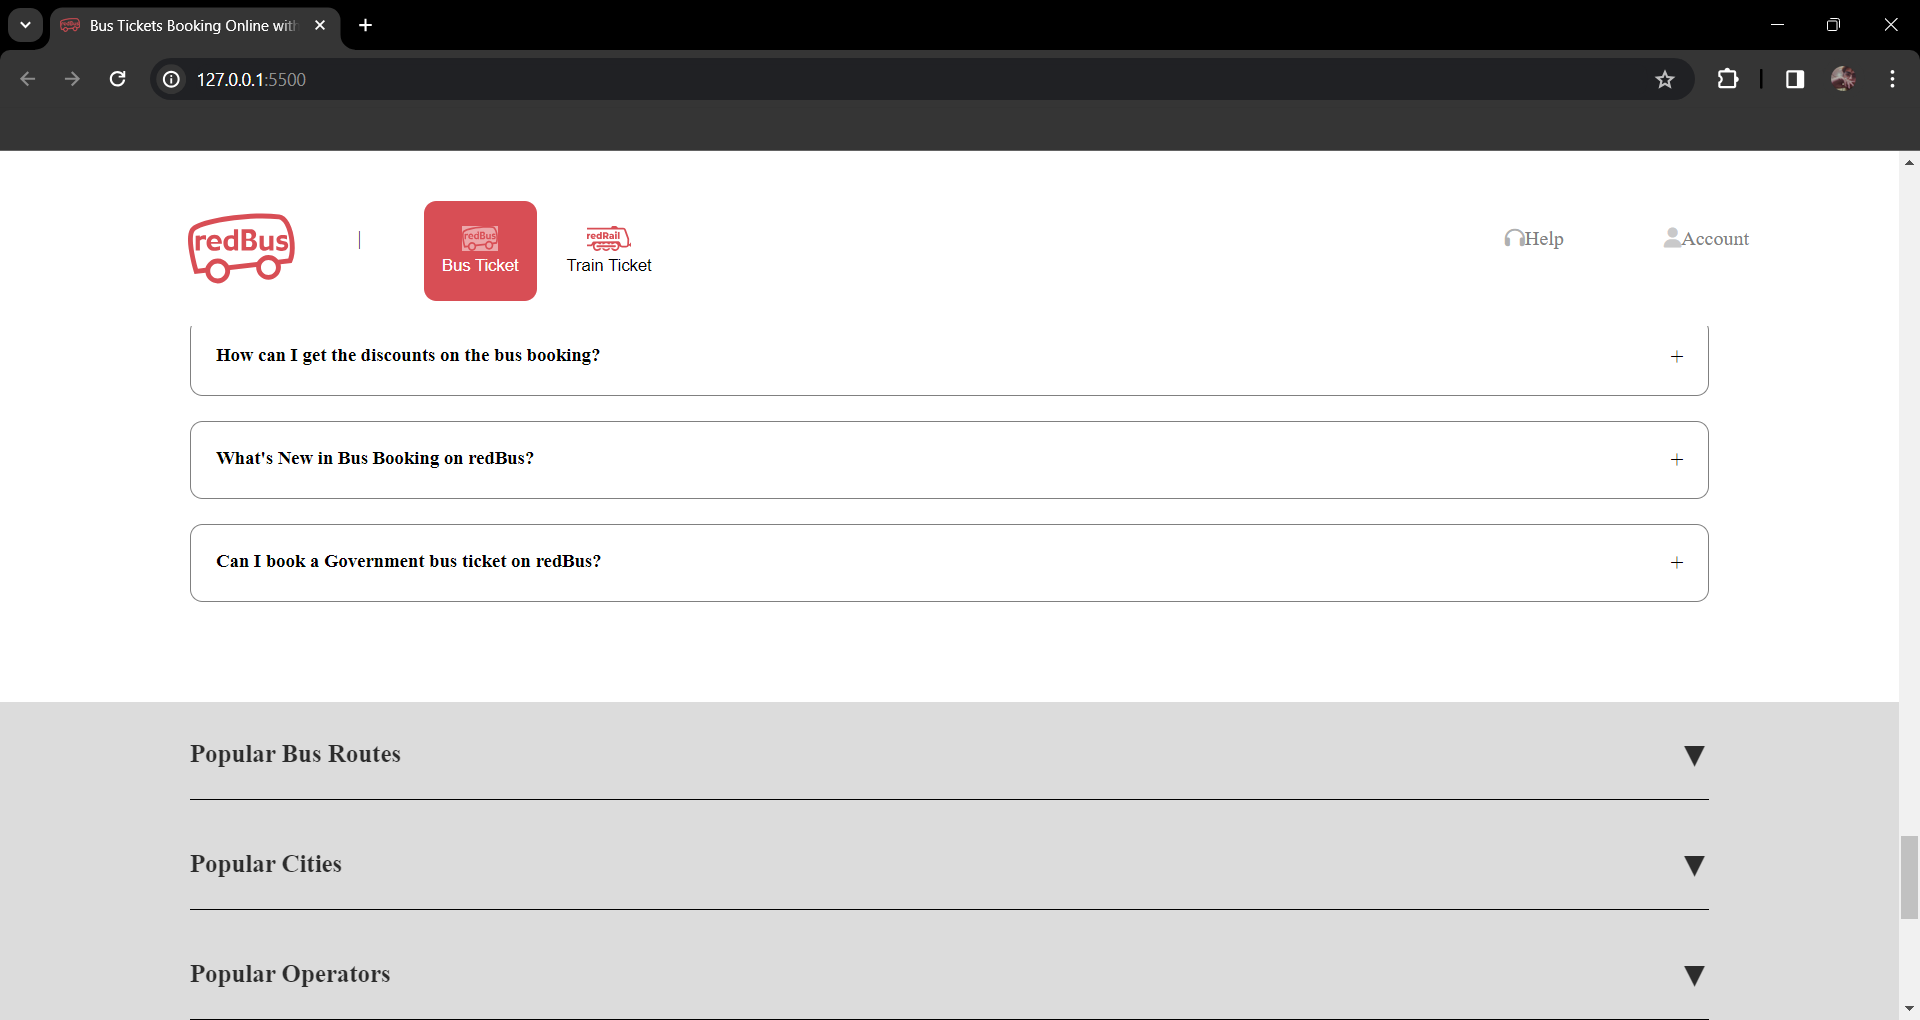 Bus Tickets Booking Online with
127.0.0.1:5500
redBus
|
redBus
Bus Ticket
redRail
Train Ticket
Help
Account
How can I get the discounts on the bus booking?
+
What's New in Bus Booking on redBus?
+
Can I book a Government bus ticket on redBus?
+
Popular Bus Routes
▼
Popular Cities
▼
Popular Operators
▼